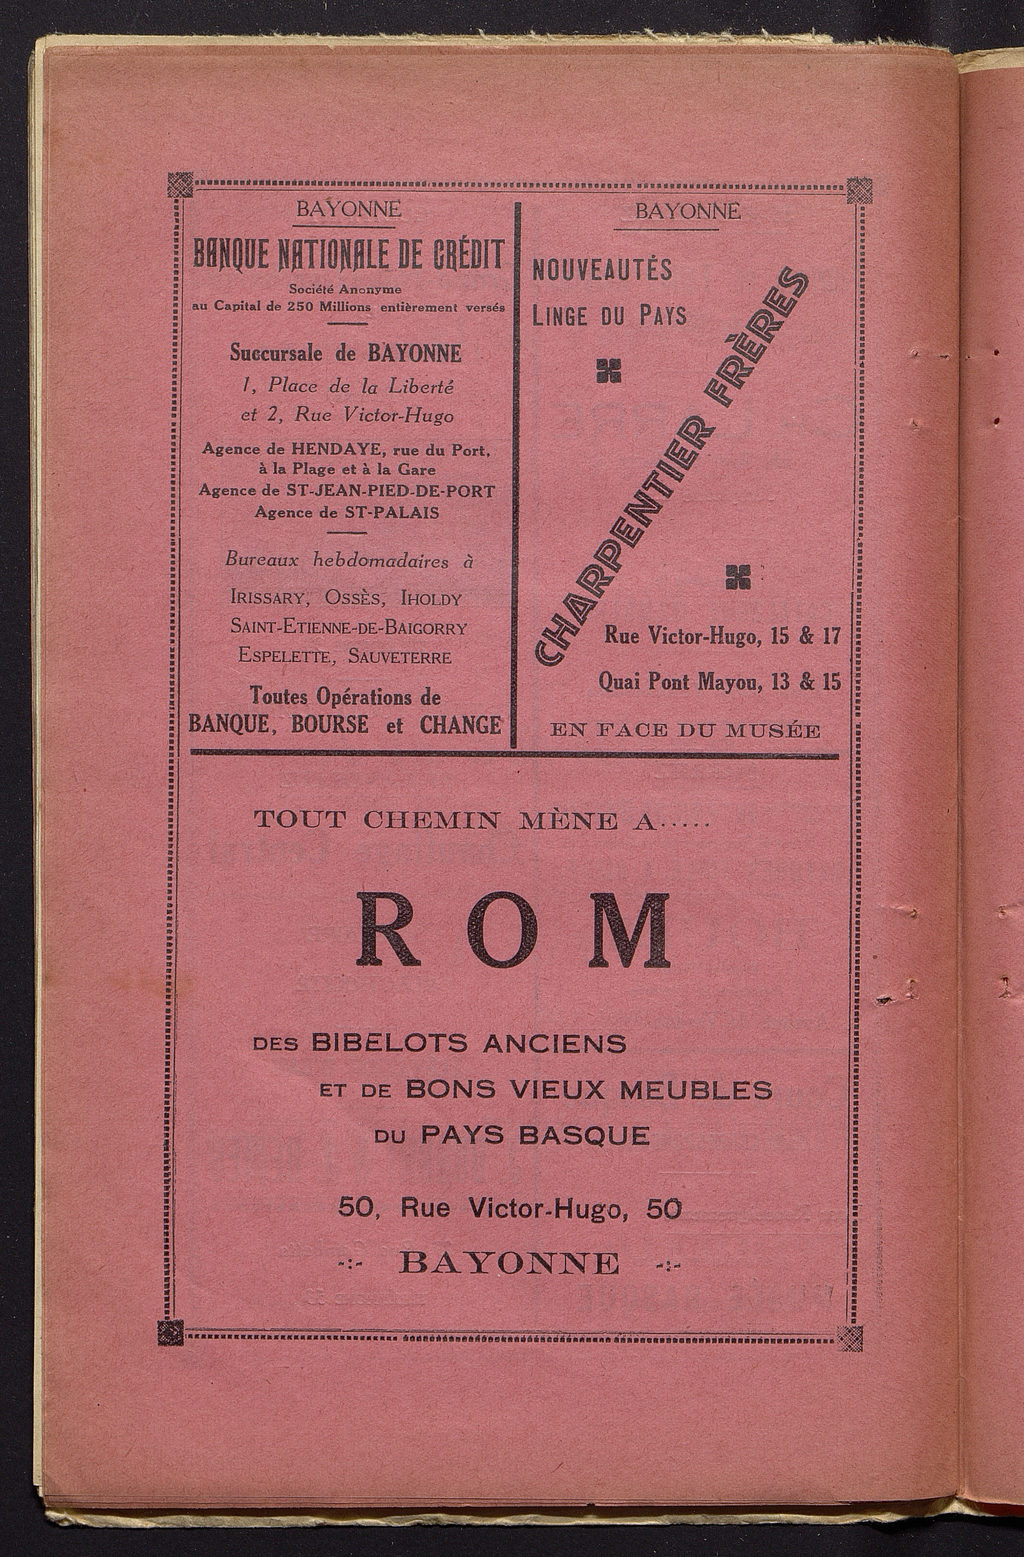 BAYONNE
BANQUE NATIONALE DE CRÉDIT
Société Anonyme
au Capital de 250 Millions entièrement versés
Succursale de BAYONNE
1, Place de la Liberté
et 2, Rue Victor-Hugo
Agence de HENDAYE, rue du Port,
à la Plage et à la Gare
Agence de ST-JEAN-PIED-DE-PORT
Agence de ST-PALAIS
Bureaux hebdomadaires à
IRISSARY, OSSÈS, IHOLDY
SAINT-ETIENNE-DE-BAIGORRY
ESPELETTE, SAUVETERRE
Toutes Opérations de
BANQUE, BOURSE et CHANGE
BAYONNE
NOUVEAUTÉS
LINGE DU PAYS
CHARPENTIER FRÈRES
Rue Victor-Hugo, 15 & 17
Quai Pont Mayou, 13 & 15
EN FACE DU MUSÉE
TOUT CHEMIN MÈNE A.....
ROM
DES BIBELOTS ANCIENS
ET DE BONS VIEUX MEUBLES
DU PAYS BASQUE
50, Rue Victor-Hugo, 50
-:- BAYONNE -:-